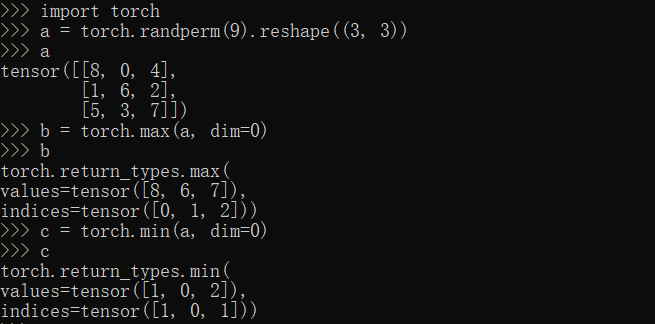 >>> import torch
>>> a = torch.randperm(9).reshape((3, 3))
>>> a
tensor([[8, 0, 4],
        [1, 6, 2],
        [5, 3, 7]])
>>> b = torch.max(a, dim=0)
>>> b
torch.return_types.max(
values=tensor([8, 6, 7]),
indices=tensor([0, 1, 2]))
>>> c = torch.min(a, dim=0)
>>> c
torch.return_types.min(
values=tensor([1, 0, 2]),
indices=tensor([1, 0, 1]))